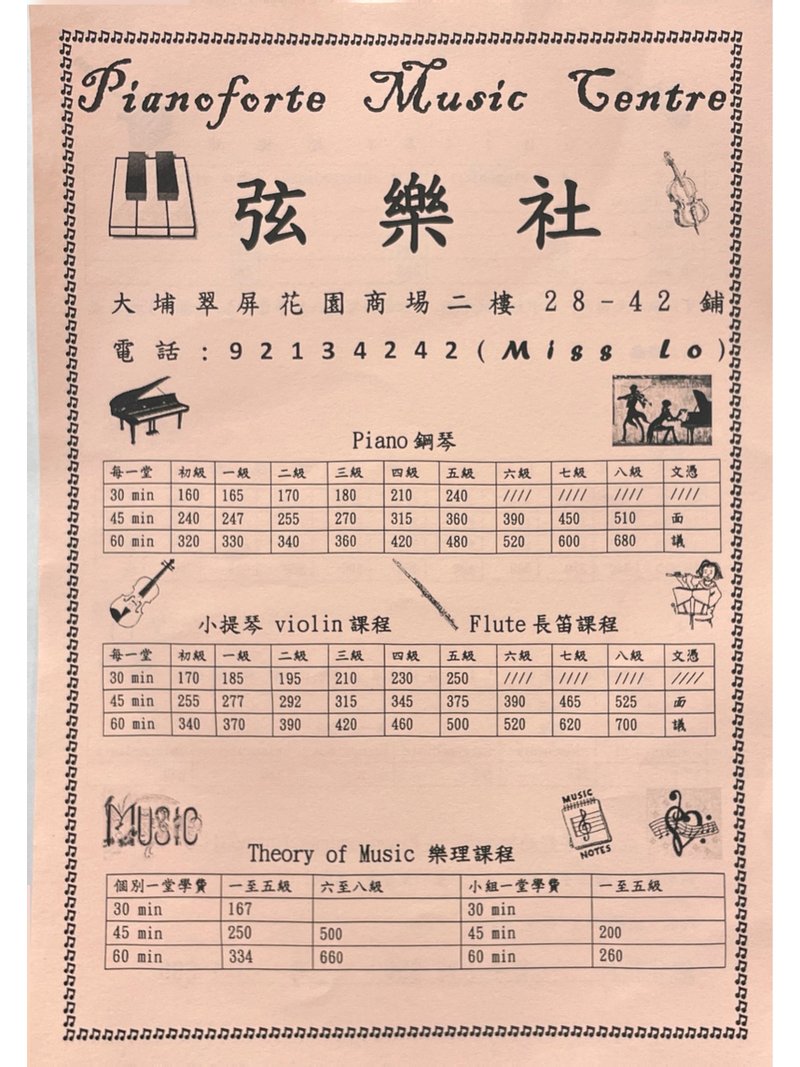 Pianoforte Music Centre
弦樂社
大埔翠屏花園商場二樓 28-42 鋪
電話：92134242(Miss Lo)
Piano 鋼琴
每一堂 初級 一級 二級 三級 四級 五級 六級 七級 八級 文憑
30 min 160 165 170 180 210 240 //// //// //// ////
45 min 240 247 255 270 315 360 390 450 510 面
60 min 320 330 340 360 420 480 520 600 680 議
小提琴 violin 課程 Flute 長笛課程
每一堂 初級 一級 二級 三級 四級 五級 六級 七級 八級 文憑
30 min 170 185 195 210 230 250 //// //// //// ////
45 min 255 277 292 315 345 375 390 465 525 面
60 min 340 370 390 420 460 500 520 620 700 議
MUSIC
MUSIC
NOTES
Theory of Music 樂理課程
個別一堂學費 一至五級 六至八級 小組一堂學費 一至五級
30 min 167 30 min
45 min 250 500 45 min 200
60 min 334 660 60 min 260